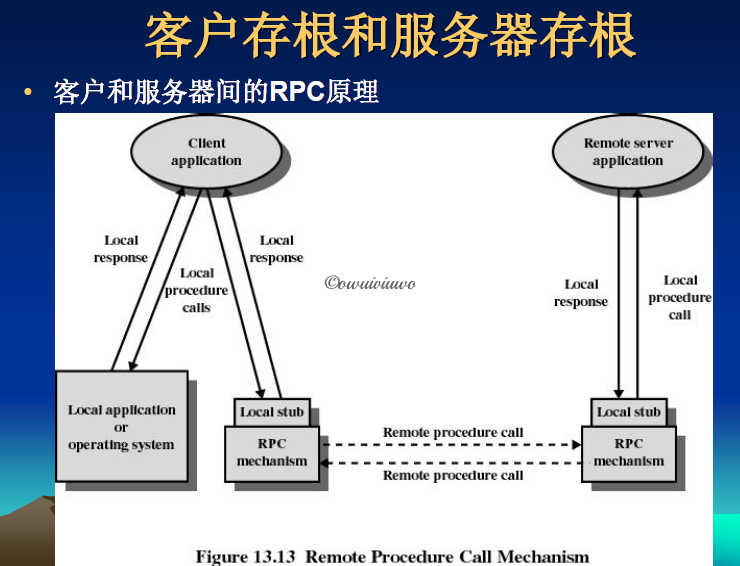 客户存根和服务器存根
• 客户和服务器间的RPC原理
Client
application
Remote server
application
Local
response
Local
procedure
calls
Local
response
©owuiviuwo
Local
response
Local
procedure
call
Local application
or
operating system
Local stub
RPC
mechanism
Remote procedure call
Remote procedure call
Local stub
RPC
mechanism
Figure 13.13 Remote Procedure Call Mechanism